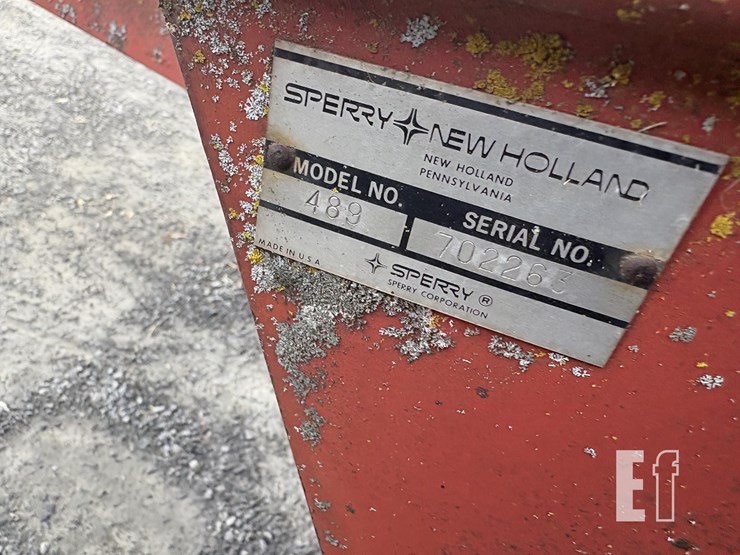 SPERRY NEW HOLLAND
NEW HOLLAND
PENNSYLVANIA
MODEL NO. SERIAL NO.
489 702263
MADE IN U.S.A.
SPERRY ®
SPERRY CORPORATION
Ef